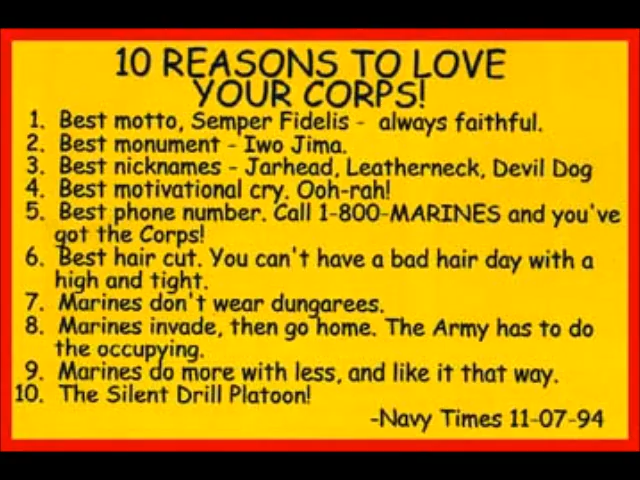 10 REASONS TO LOVE
YOUR CORPS!
1. Best motto, Semper Fidelis - always faithful.
2. Best monument - Iwo Jima.
3. Best nicknames - Jarhead, Leatherneck, Devil Dog
4. Best motivational cry. Ooh-rah!
5. Best phone number. Call 1-800-MARINES and you've
got the Corps!
6. Best hair cut. You can't have a bad hair day with a
high and tight.
7. Marines don't wear dungarees.
8. Marines invade, then go home. The Army has to do
the occupying.
9. Marines do more with less, and like it that way.
10. The Silent Drill Platoon!
-Navy Times 11-07-94